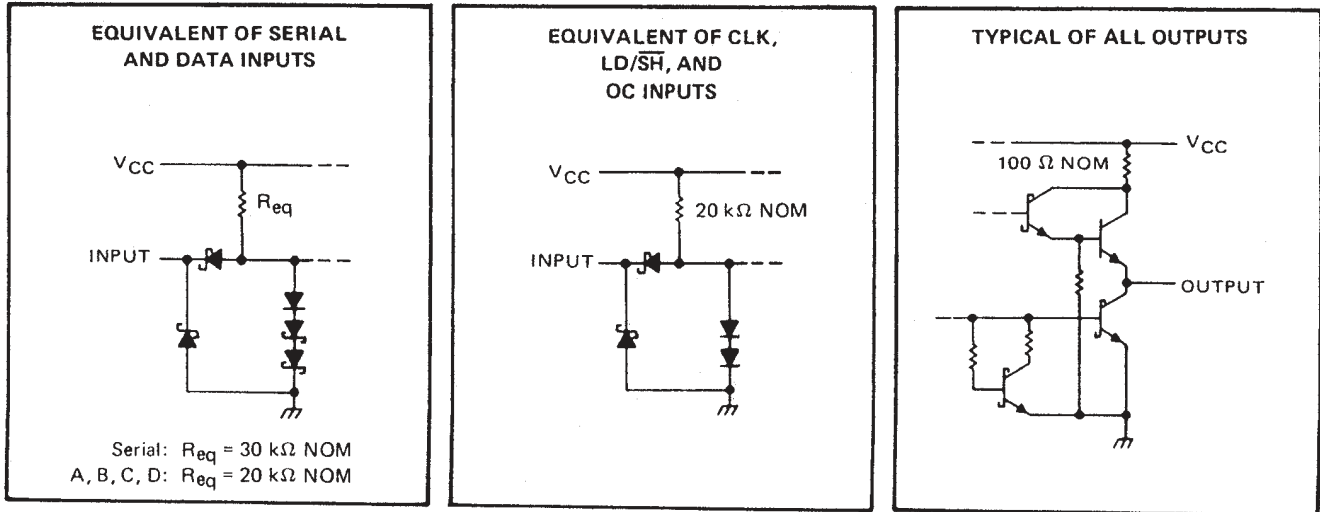 EQUIVALENT OF SERIAL
AND DATA INPUTS
VCC
Req
INPUT
Serial: Req = 30 kΩ NOM
A, B, C, D: Req = 20 kΩ NOM
EQUIVALENT OF CLK,
LD/S̅H̅, AND
OC INPUTS
VCC
20 kΩ NOM
INPUT
TYPICAL OF ALL OUTPUTS
VCC
100 Ω NOM
OUTPUT